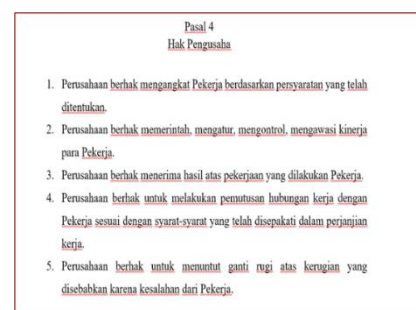 Pasal 4
Hak Pengusaha
1. Perusahaan berhak mengangkat Pekerja berdasarkan persyaratan yang telah
ditentukan.
2. Perusahaan berhak memerintah, mengatur, mengontrol, mengawasi kinerja
para Pekerja.
3. Perusahaan berhak menerima hasil atas pekerjaan yang dilakukan Pekerja.
4. Perusahaan berhak untuk melakukan pemutusan hubungan kerja dengan
Pekerja sesuai dengan syarat-syarat yang telah disepakati dalam perjanjian
kerja.
5. Perusahaan berhak untuk menuntut ganti rugi atas kerugian yang
disebabkan karena kesalahan dari Pekerja.